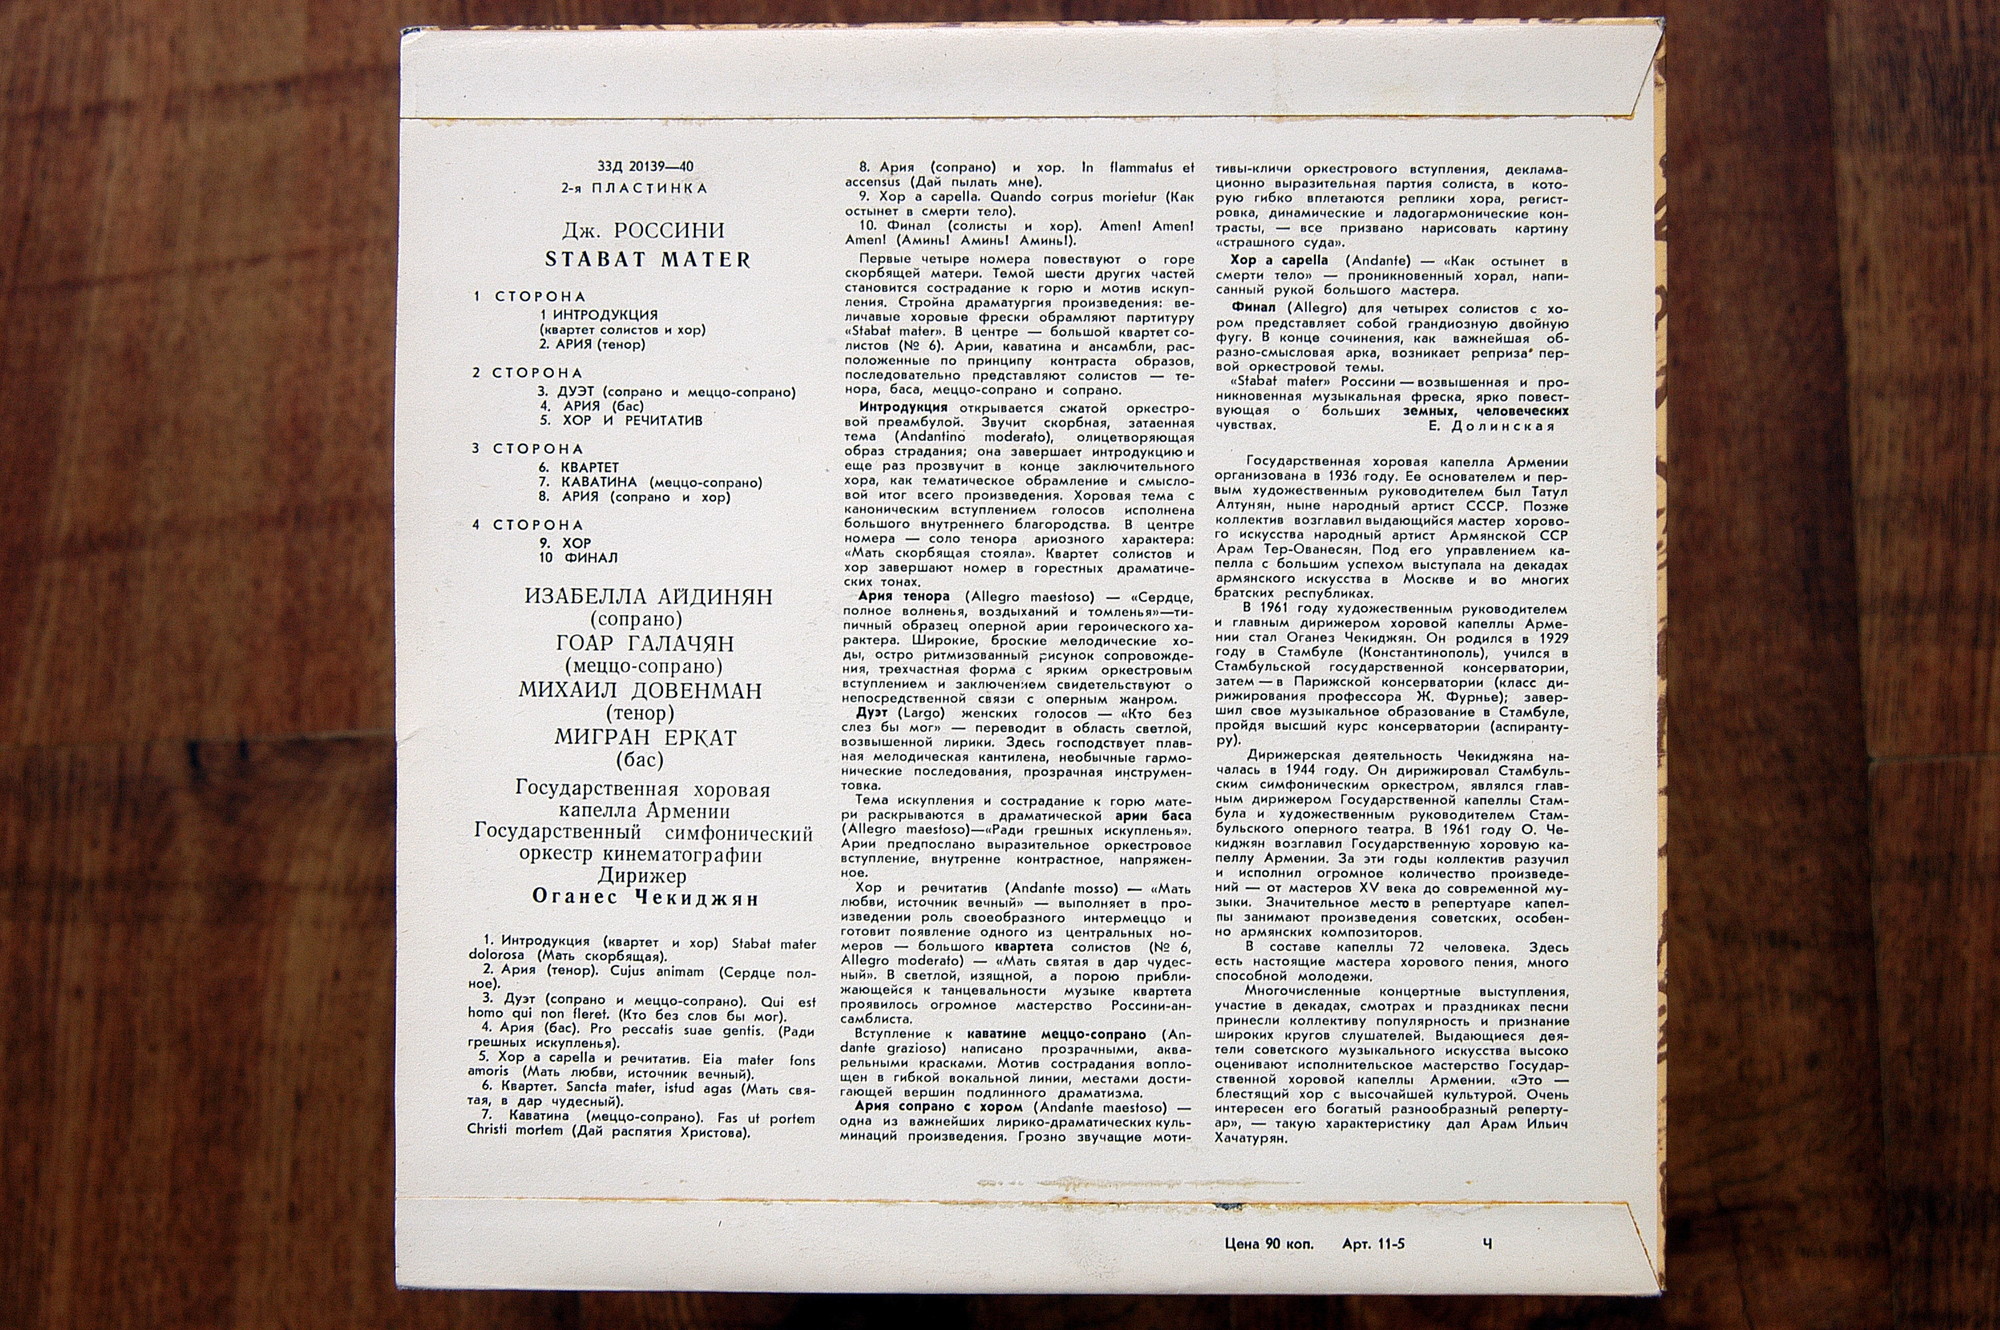 33Д 20139—40
2-я ПЛАСТИНКА
Дж. РОССИНИ
STABAT MATER
1 СТОРОНА
1 ИНТРОДУКЦИЯ
(квартет солистов и хор)
2. АРИЯ (тенор)
2 СТОРОНА
3. ДУЭТ (сопрано и меццо-сопрано)
4. АРИЯ (бас)
5. ХОР И РЕЧИТАТИВ
3 СТОРОНА
6. КВАРТЕТ
7. КАВАТИНА (меццо-сопрано)
8. АРИЯ (сопрано и хор)
4 СТОРОНА
9. ХОР
10 ФИНАЛ
ИЗАБЕЛЛА АЙДИНЯН
(сопрано)
ГОАР ГАЛАЧЯН
(меццо-сопрано)
МИХАИЛ ДОВЕНМАН
(тенор)
МИГРАН ЕРКАТ
(бас)
Государственная хоровая
капелла Армении
Государственный симфонический
оркестр кинематографии
Дирижер
Оганес Чекиджян
1. Интродукция (квартет и хор) Stabat mater
dolorosa (Мать скорбящая).
2. Ария (тенор). Cujus animam (Сердце пол-
ное).
3. Дуэт (сопрано и меццо-сопрано). Qui est
homo qui non fleret. (Кто без слов бы мог).
4. Ария (бас). Pro peccatis suae gentis. (Ради
грешных искупленья).
5. Хор a capella и речитатив. Eia mater fons
amoris (Мать любви, источник вечный).
6. Квартет. Sancta mater, istud agas (Мать свя-
тая, в дар чудесный).
7. Каватина (меццо-сопрано). Fas ut portem
Christi mortem (Дай распятия Христова).
8. Ария (сопрано) и хор. In flammatus et
accensus (Дай пылать мне).
9. Хор a capella. Quando corpus morietur (Как
остынет в смерти тело).
10. Финал (солисты и хор). Amen! Amen!
Amen! (Аминь! Аминь! Аминь!).
Первые четыре номера повествуют о горе
скорбящей матери. Темой шести других частей
становится сострадание к горю и мотив искуп-
ления. Стройна драматургия произведения: ве-
личавые хоровые фрески обрамляют партитуру
«Stabat mater». В центре — большой квартет со-
листов (№ 6). Арии, каватина и ансамбли, рас-
положенные по принципу контраста образов,
последовательно представляют солистов — те-
нора, баса, меццо-сопрано и сопрано.
Интродукция открывается сжатой оркестро-
вой преамбулой. Звучит скорбная, затаенная
тема (Andantino moderato), олицетворяющая
образ страдания; она завершает интродукцию и
еще раз прозвучит в конце заключительного
хора, как тематическое обрамление и смысло-
вой итог всего произведения. Хоровая тема с
каноническим вступлением голосов исполнена
большого внутреннего благородства. В центре
номера — соло тенора ариозного характера:
«Мать скорбящая стояла». Квартет солистов и
хор завершают номер в горестных драматиче-
ских тонах.
Ария тенора (Allegro maestoso) — «Сердце,
полное волненья, воздыханий и томленья»—ти-
пичный образец оперной арии героического ха-
рактера. Широкие, броские мелодические хо-
ды, остро ритмизованный рисунок сопровожде-
ния, трехчастная форма с ярким оркестровым
вступлением и заключением свидетельствуют о
непосредственной связи с оперным жанром.
Дуэт (Largo) женских голосов — «Кто без
слез бы мог» — переводит в область светлой,
возвышенной лирики. Здесь господствует плав-
ная мелодическая кантилена, необычные гармо-
нические последования, прозрачная инструмен-
товка.
Тема искупления и сострадание к горю мате-
ри раскрываются в драматической арии баса
(Allegro maestoso)—«Ради грешных искупленья».
Арии предпослано выразительное оркестровое
вступление, внутренне контрастное, напряжен-
ное.
Хор и речитатив (Andante mosso) — «Мать
любви, источник вечный» — выполняет в про-
изведении роль своеобразного интермеццо и
готовит появление одного из центральных но-
меров — большого квартета солистов (№ 6,
Allegro moderato) — «Мать святая в дар чудес-
ный». В светлой, изящной, а порою прибли-
жающейся к танцевальности музыке квартета
проявилось огромное мастерство Россини-ан-
самблиста.
Вступление к каватине меццо-сопрано (An-
dante grazioso) написано прозрачными, аква-
рельными красками. Мотив сострадания вопло-
щен в гибкой вокальной линии, местами дости-
гающей вершин подлинного драматизма.
Ария сопрано с хором (Andante maestoso) —
одна из важнейших лирико-драматических куль-
минаций произведения. Грозно звучащие моти-
тивы-кличи оркестрового вступления, деклама-
ционно выразительная партия солиста, в кото-
рую гибко вплетаются реплики хора, регист-
ровка, динамические и ладогармонические кон-
трасты, — все призвано нарисовать картину
«страшного суда».
Хор a capella (Andante) — «Как остынет в
смерти тело» — проникновенный хорал, напи-
санный рукой большого мастера.
Финал (Allegro) для четырех солистов с хо-
ром представляет собой грандиозную двойную
фугу. В конце сочинения, как важнейшая об-
разно-смысловая арка, возникает реприза пер-
вой оркестровой темы.
«Stabat mater» Россини — возвышенная и про-
никновенная музыкальная фреска, ярко повест-
вующая о больших земных, человеческих
чувствах. Е. Долинская
Государственная хоровая капелла Армении
организована в 1936 году. Ее основателем и пер-
вым художественным руководителем был Татул
Алтунян, ныне народный артист СССР. Позже
коллектив возглавил выдающийся мастер хорово-
го искусства народный артист Армянской ССР
Арам Тер-Ованесян. Под его управлением ка-
пелла с большим успехом выступала на декадах
армянского искусства в Москве и во многих
братских республиках.
В 1961 году художественным руководителем
и главным дирижером хоровой капеллы Арме-
нии стал Оганез Чекиджян. Он родился в 1929
году в Стамбуле (Константинополь), учился в
Стамбульской государственной консерватории,
затем — в Парижской консерватории (класс ди-
рижирования профессора Ж. Фурнье); завер-
шил свое музыкальное образование в Стамбуле,
пройдя высший курс консерватории (аспиранту-
ру).
Дирижерская деятельность Чекиджяна на-
чалась в 1944 году. Он дирижировал Стамбуль-
ским симфоническим оркестром, являлся глав-
ным дирижером Государственной капеллы Стам-
була и художественным руководителем Стам-
бульского оперного театра. В 1961 году О. Че-
киджян возглавил Государственную хоровую ка-
пеллу Армении. За эти годы коллектив разучил
и исполнил огромное количество произведе-
ний — от мастеров XV века до современной му-
зыки. Значительное место в репертуаре капел-
лы занимают произведения советских, особен-
но армянских композиторов.
В составе капеллы 72 человека. Здесь
есть настоящие мастера хорового пения, много
способной молодежи.
Многочисленные концертные выступления,
участие в декадах, смотрах и праздниках песни
принесли коллективу популярность и признание
широких кругов слушателей. Выдающиеся дея-
тели советского музыкального искусства высоко
оценивают исполнительское мастерство Государ-
ственной хоровой капеллы Армении. «Это —
блестящий хор с высочайшей культурой. Очень
интересен его богатый разнообразный реперту-
ар», — такую характеристику дал Арам Ильич
Хачатурян.
Цена 90 коп. Арт. 11-5 Ч